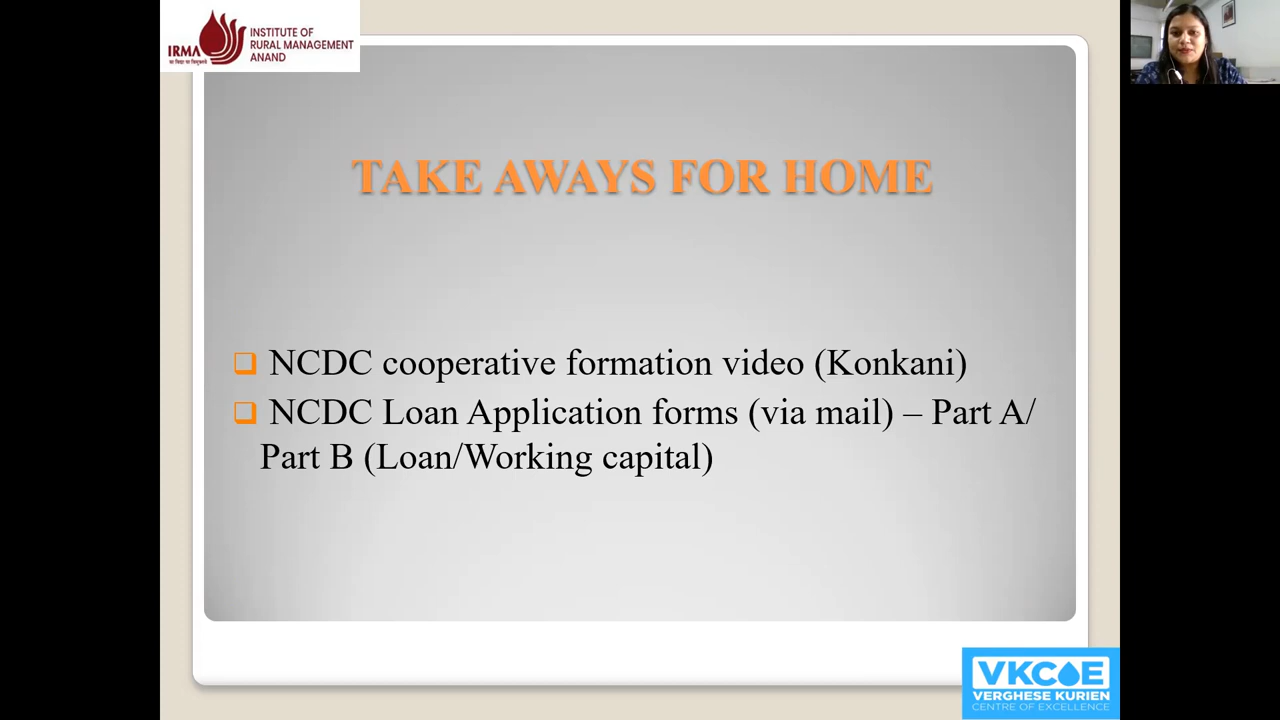 IRMA
INSTITUTE OF
RURAL MANAGEMENT
ANAND
TAKE AWAYS FOR HOME
NCDC cooperative formation video (Konkani)
NCDC Loan Application forms (via mail) – Part A/
Part B (Loan/Working capital)
VKCOE
VERGHESE KURIEN
CENTRE OF EXCELLENCE